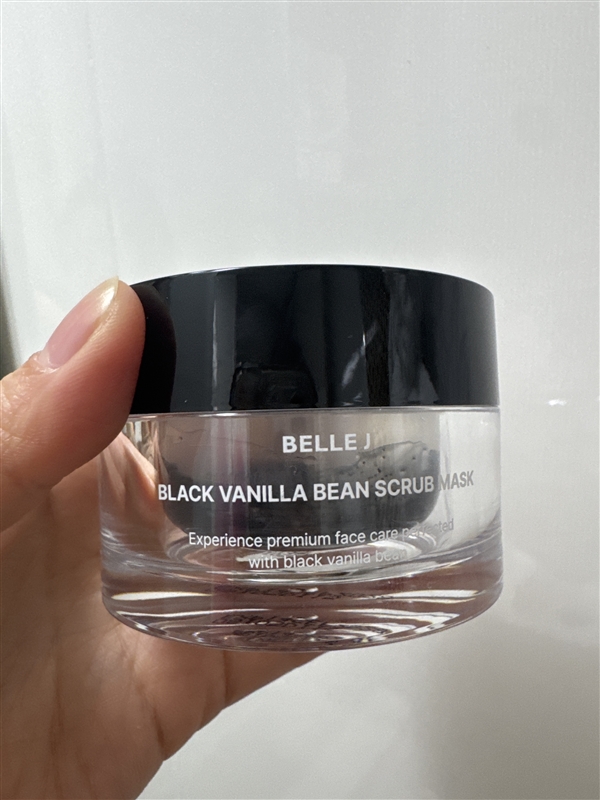 BELLE J
BLACK VANILLA BEAN SCRUB MASK
Experience premium face care
with black vanilla